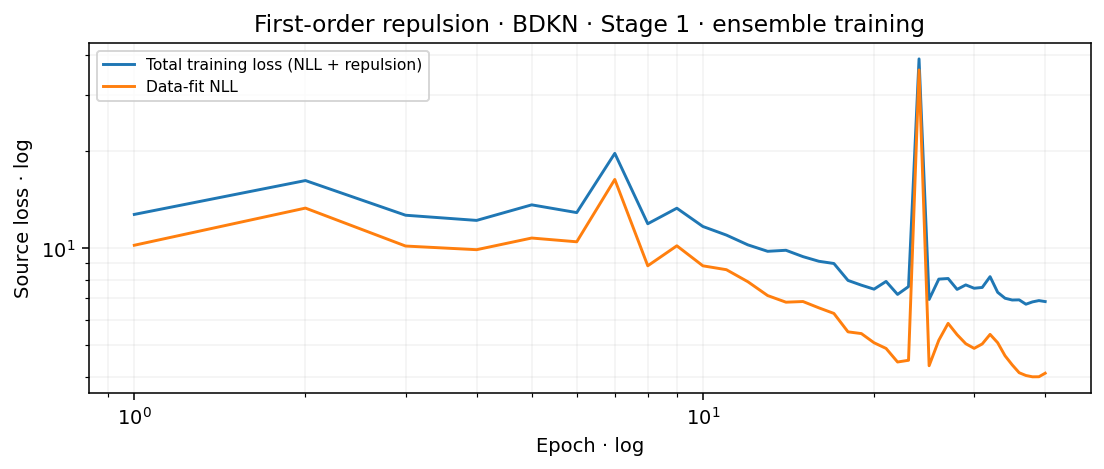 First-order repulsion · BDKN · Stage 1 · ensemble training
Total training loss (NLL + repulsion)
Data-fit NLL
Source loss · log
10¹
10⁰
10¹
Epoch · log